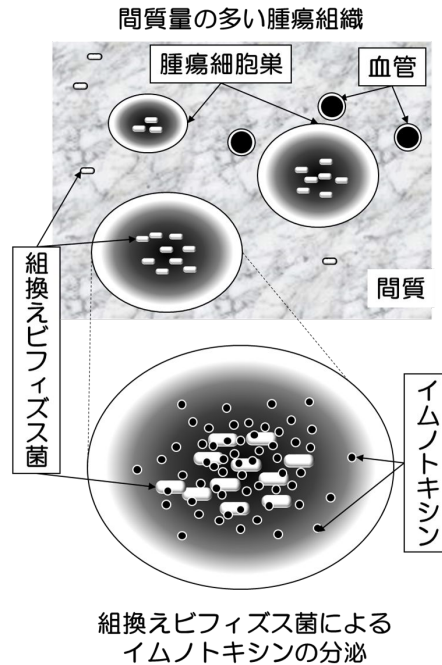 間質量の多い腫瘍組織
腫瘍細胞巣
血管
間質
組換えビフィズス菌
イムノトキシン
組換えビフィズス菌による
イムノトキシンの分泌